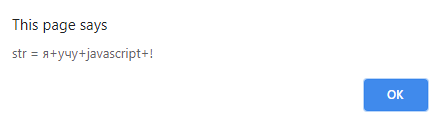 This page says
str = я+учу+javascript+!
OK